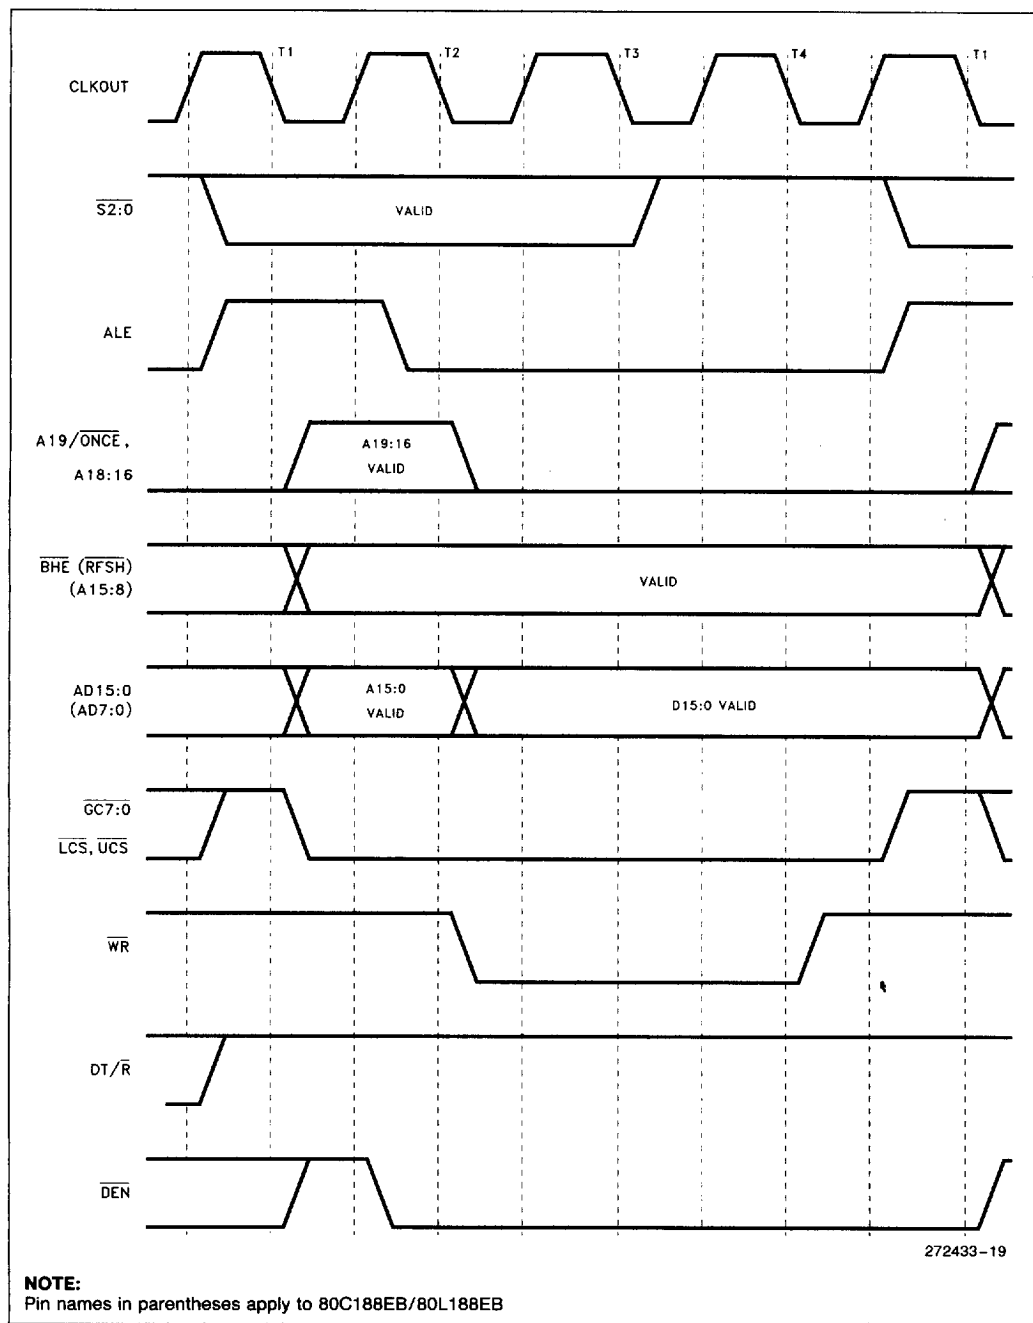 T1 T2 T3 T4 T1
CLKOUT
S2:0
VALID
ALE
A19/ONCE,
A18:16
A19:16
VALID
BHE (RFSH)
(A15:8)
VALID
AD15:0
(AD7:0)
A15:0
VALID
D15:0 VALID
GC7:0
LCS, UCS
WR
DT/R
DEN
272433-19
NOTE:
Pin names in parentheses apply to 80C188EB/80L188EB